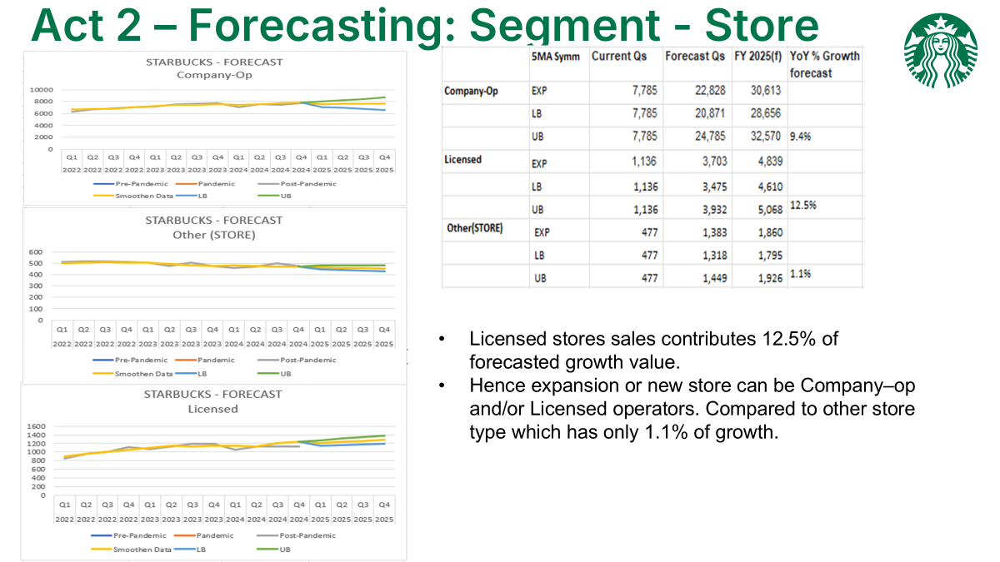 Act 2 – Forecasting: Segment - Store
STARBUCKS - FORECAST
Company-Op
10000
8000
6000
4000
2000
0
Q1 Q2 Q3 Q4 Q1 Q2 Q3 Q4 Q1 Q2 Q3 Q4 Q1 Q2 Q3 Q4
2022 2022 2022 2022 2023 2023 2023 2023 2024 2024 2024 2024 2025 2025 2025 2025
Pre-Pandemic Pandemic Post-Pandemic
Smoothen Data LB UB
STARBUCKS - FORECAST
Other (STORE)
600
500
400
300
200
100
0
Q1 Q2 Q3 Q4 Q1 Q2 Q3 Q4 Q1 Q2 Q3 Q4 Q1 Q2 Q3 Q4
2022 2022 2022 2022 2023 2023 2023 2023 2024 2024 2024 2024 2025 2025 2025 2025
Pre-Pandemic Pandemic Post-Pandemic
Smoothen Data LB UB
STARBUCKS - FORECAST
Licensed
1600
1400
1200
1000
800
600
400
200
0
Q1 Q2 Q3 Q4 Q1 Q2 Q3 Q4 Q1 Q2 Q3 Q4 Q1 Q2 Q3 Q4
2022 2022 2022 2022 2023 2023 2023 2023 2024 2024 2024 2024 2025 2025 2025 2025
Pre-Pandemic Pandemic Post-Pandemic
Smoothen Data LB UB
5MA Symm Current Qs Forecast Qs FY 2025(f) YoY % Growth
forecast
Company-Op EXP 7,785 22,828 30,613
LB 7,785 20,871 28,656
UB 7,785 24,785 32,570 9.4%
Licensed EXP 1,136 3,703 4,839
LB 1,136 3,475 4,610
UB 1,136 3,932 5,068 12.5%
Other(STORE) EXP 477 1,383 1,860
LB 477 1,318 1,795
UB 477 1,449 1,926 1.1%
• Licensed stores sales contributes 12.5% of
forecasted growth value.
• Hence expansion or new store can be Company–op
and/or Licensed operators. Compared to other store
type which has only 1.1% of growth.